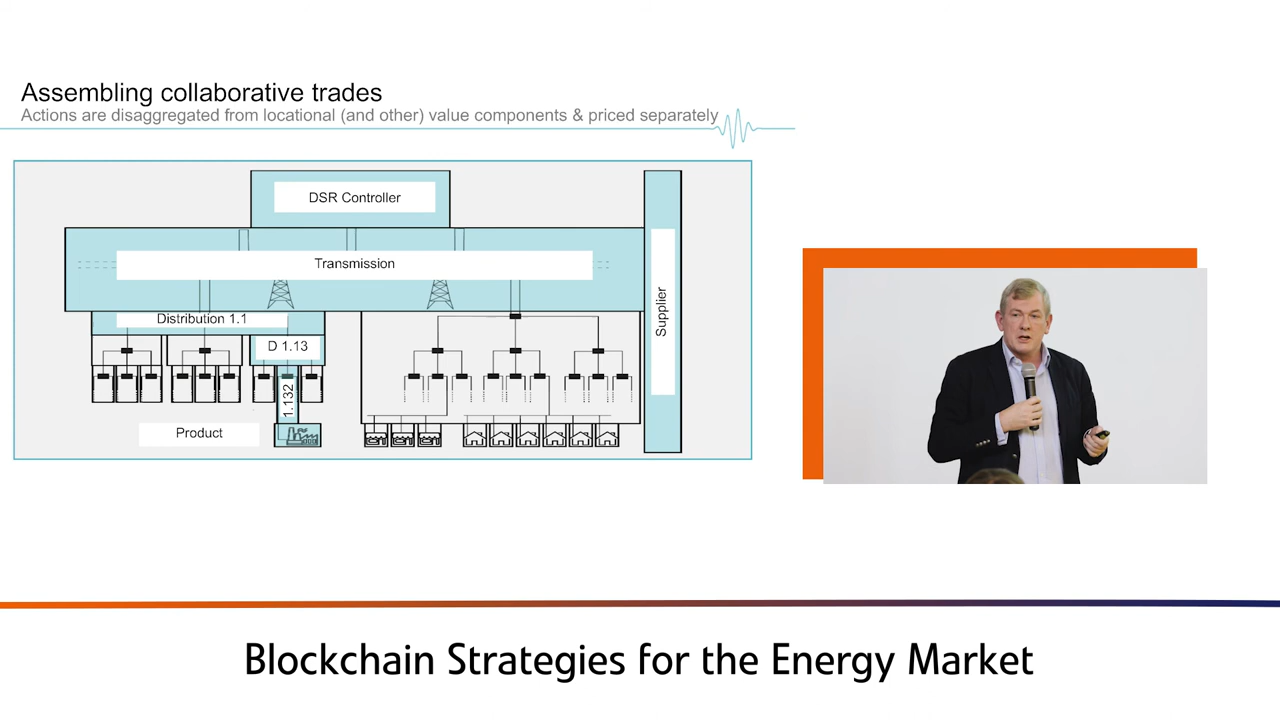 Assembling collaborative trades
Actions are disaggregated from locational (and other) value components & priced separately
DSR Controller
Transmission
Distribution 1.1
D 1.13
1.132
Product
Supplier
Blockchain Strategies for the Energy Market